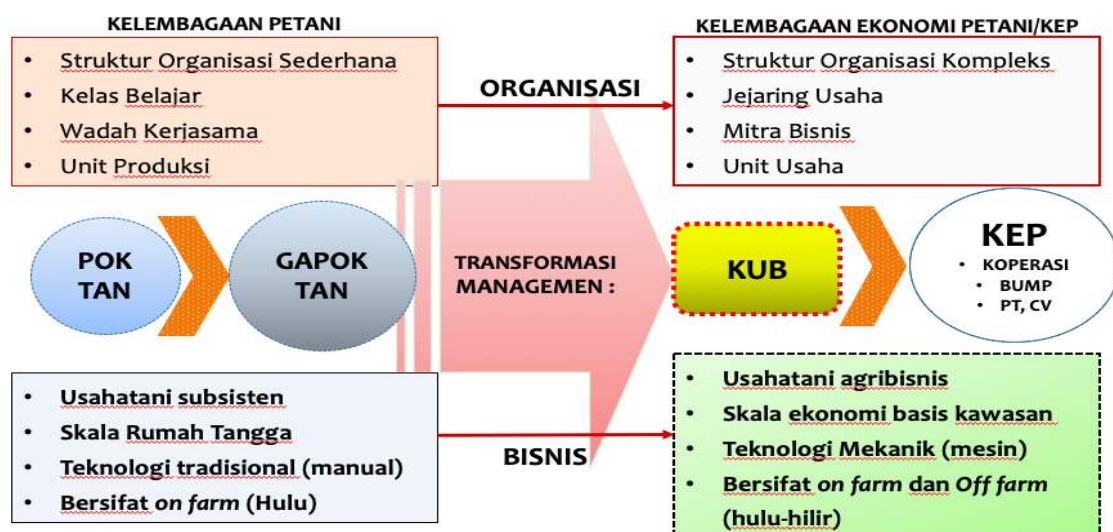 KELEMBAGAAN PETANI
• Struktur Organisasi Sederhana
• Kelas Belajar
• Wadah Kerjasama
• Unit Produksi
ORGANISASI
KELEMBAGAAN EKONOMI PETANI/KEP
• Struktur Organisasi Kompleks
• Jejaring Usaha
• Mitra Bisnis
• Unit Usaha
POK
TAN
GAPOK
TAN
TRANSFORMASI
MANAGEMEN :
KUB
KEP
• KOPERASI
• BUMP
• PT, CV
• Usahatani subsisten
• Skala Rumah Tangga
• Teknologi tradisional (manual)
• Bersifat on farm (Hulu)
BISNIS
• Usahatani agribisnis
• Skala ekonomi basis kawasan
• Teknologi Mekanik (mesin)
• Bersifat on farm dan Off farm
(hulu-hilir)